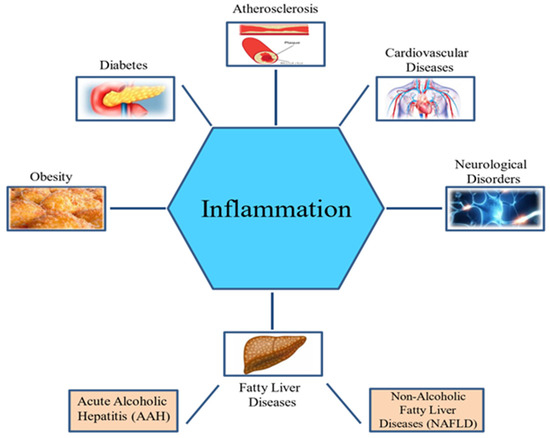 Atherosclerosis
Plaque
Diabetes
Cardiovascular
Diseases
Obesity
Inflammation
Neurological
Disorders
Fatty Liver
Diseases
Acute Alcoholic
Hepatitis (AAH)
Non-Alcoholic
Fatty Liver
Diseases (NAFLD)